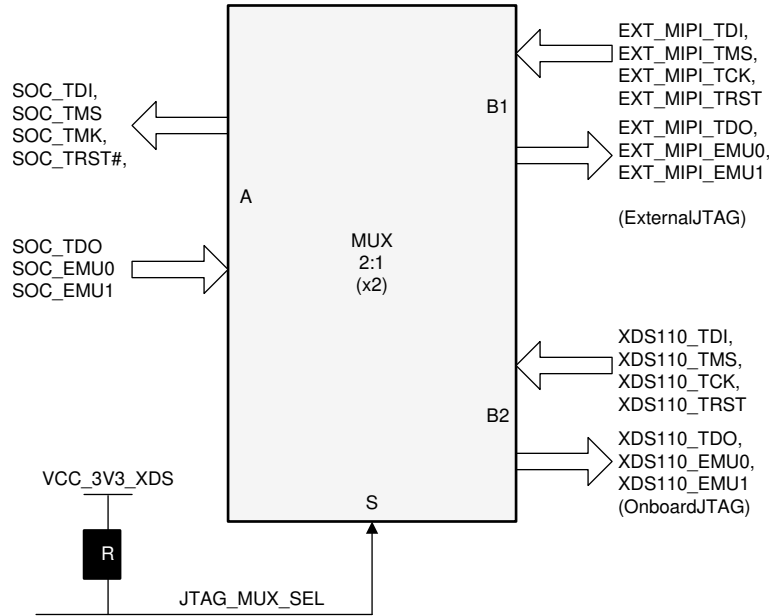 SOC_TDI,
SOC_TMS
SOC_TMK,
SOC_TRST#,
SOC_TDO
SOC_EMU0
SOC_EMU1
A
MUX
2:1
(x2)
B1
B2
S
EXT_MIPI_TDI,
EXT_MIPI_TMS,
EXT_MIPI_TCK,
EXT_MIPI_TRST
EXT_MIPI_TDO,
EXT_MIPI_EMU0,
EXT_MIPI_EMU1
(ExternalJTAG)
XDS110_TDI,
XDS110_TMS,
XDS110_TCK,
XDS110_TRST
XDS110_TDO,
XDS110_EMU0,
XDS110_EMU1
(OnboardJTAG)
VCC_3V3_XDS
R
JTAG_MUX_SEL